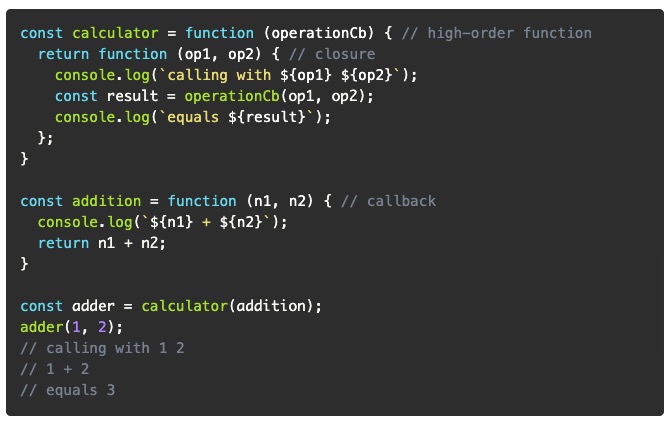 const calculator = function (operationCb) { // high-order function
  return function (op1, op2) { // closure
    console.log(`calling with ${op1} ${op2}`);
    const result = operationCb(op1, op2);
    console.log(`equals ${result}`);
  };
}

const addition = function (n1, n2) { // callback
  console.log(`${n1} + ${n2}`);
  return n1 + n2;
}

const adder = calculator(addition);
adder(1, 2);
// calling with 1 2
// 1 + 2
// equals 3